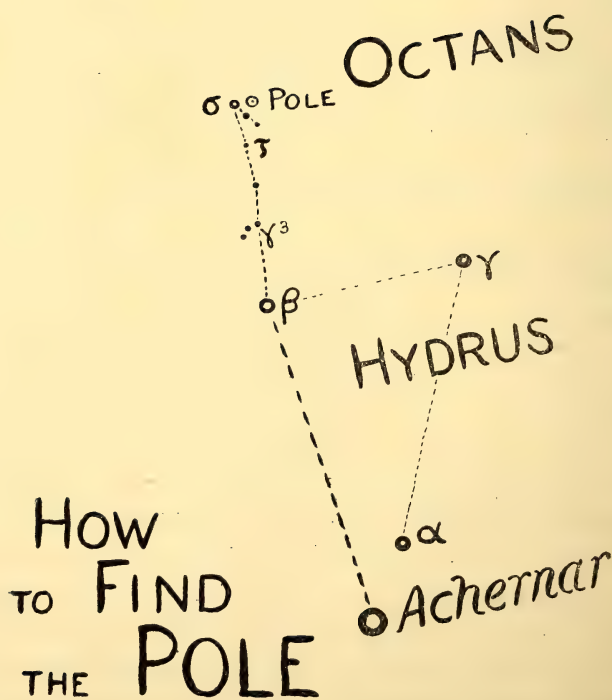 OCTANS
σ POLE
τ
γ³
γ
β
HYDRUS
α
Achernar
HOW
TO FIND
THE POLE